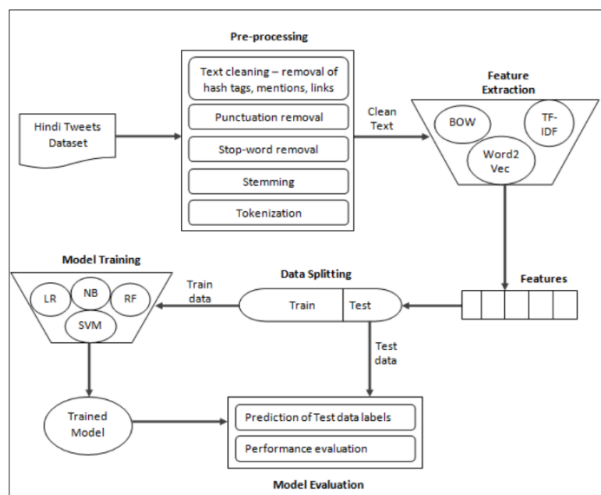 Pre-processing
Text cleaning – removal of
hash tags, mentions, links
Punctuation removal
Stop-word removal
Stemming
Tokenization
Hindi Tweets
Dataset
Clean
Text
Feature
Extraction
BOW
TF-
IDF
Word2
Vec
Features
Data Splitting
Train
Test
Train
data
Test
data
Model Training
LR
NB
RF
SVM
Trained
Model
Prediction of Test data labels
Performance evaluation
Model Evaluation